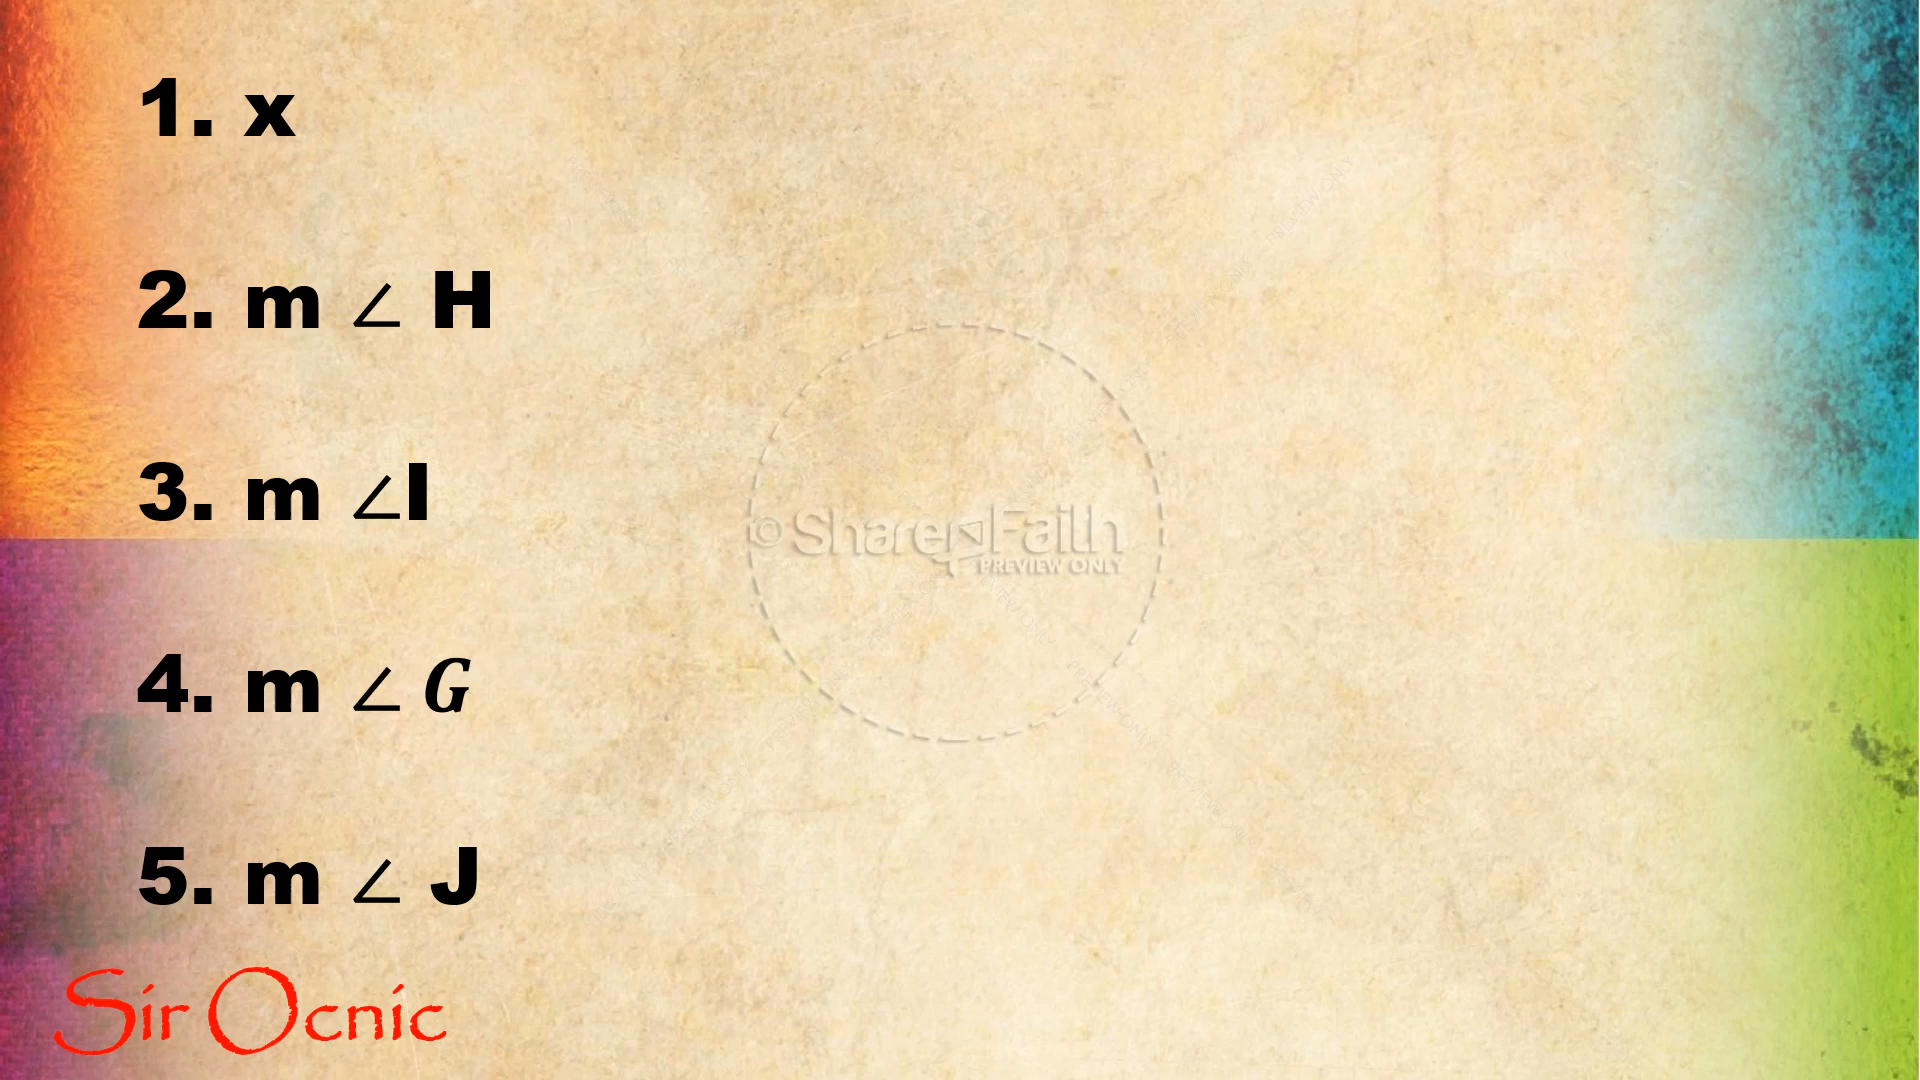 1. x
2. m ∠ H
3. m ∠I
© ShareFaith
PREVIEW ONLY
4. m ∠ G
5. m ∠ J
Sir Ocnic